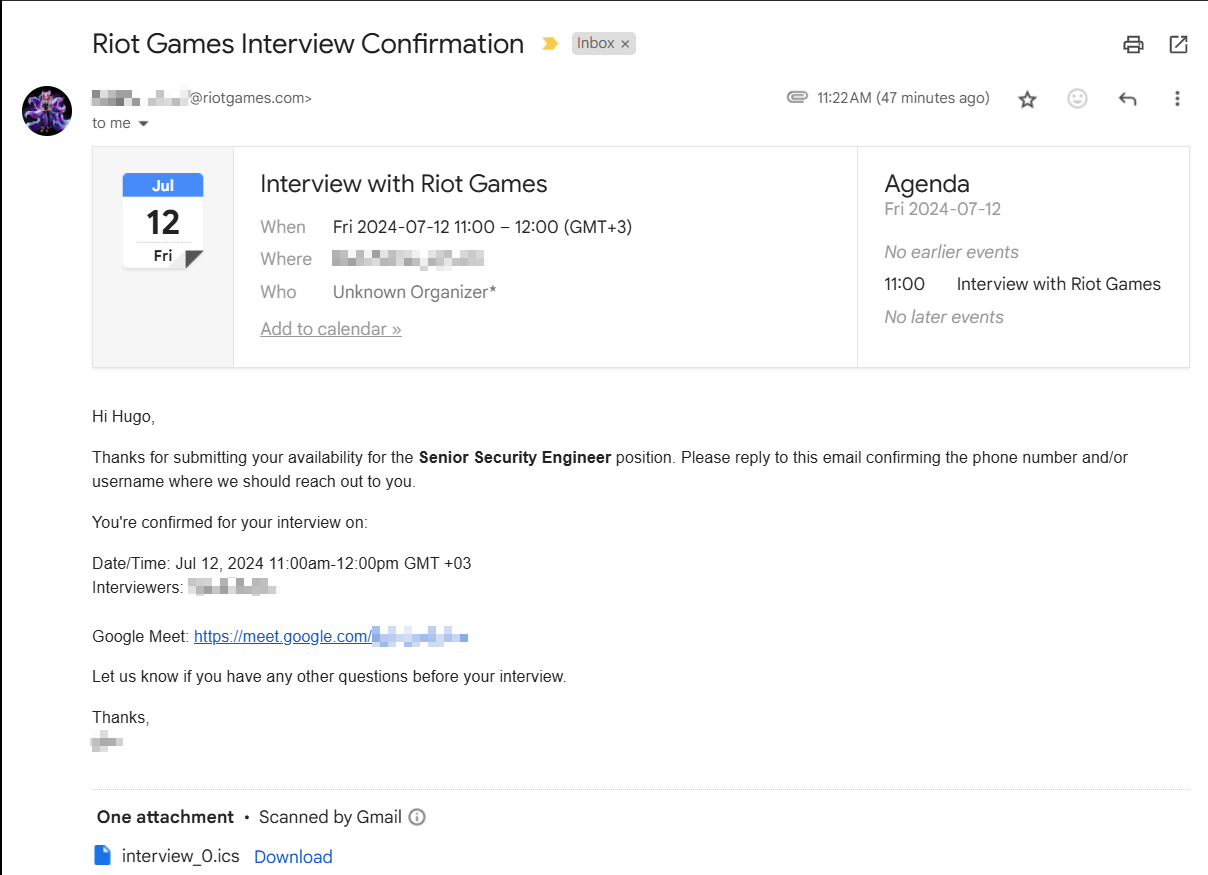 Riot Games Interview Confirmation
Inbox ×
@riotgames.com>
11:22AM (47 minutes ago)
to me
Jul
12
Fri
Interview with Riot Games
When Fri 2024-07-12 11:00 – 12:00 (GMT+3)
Where
Who Unknown Organizer*
Add to calendar »
Agenda
Fri 2024-07-12
No earlier events
11:00 Interview with Riot Games
No later events
Hi Hugo,
Thanks for submitting your availability for the Senior Security Engineer position. Please reply to this email confirming the phone number and/or
username where we should reach out to you.
You're confirmed for your interview on:
Date/Time: Jul 12, 2024 11:00am-12:00pm GMT +03
Interviewers:
Google Meet: https://meet.google.com/
Let us know if you have any other questions before your interview.
Thanks,
One attachment • Scanned by Gmail
interview_0.ics Download